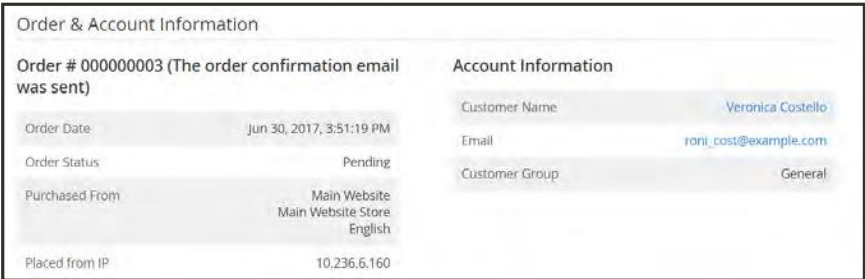 Order & Account Information
Order # 000000003 (The order confirmation email
was sent)
Order Date Jun 30, 2017, 3:51:19 PM
Order Status Pending
Purchased From Main Website
Main Website Store
English
Placed from IP 10.236.6.160
Account Information
Customer Name Veronica Costello
Email roni_cost@example.com
Customer Group General